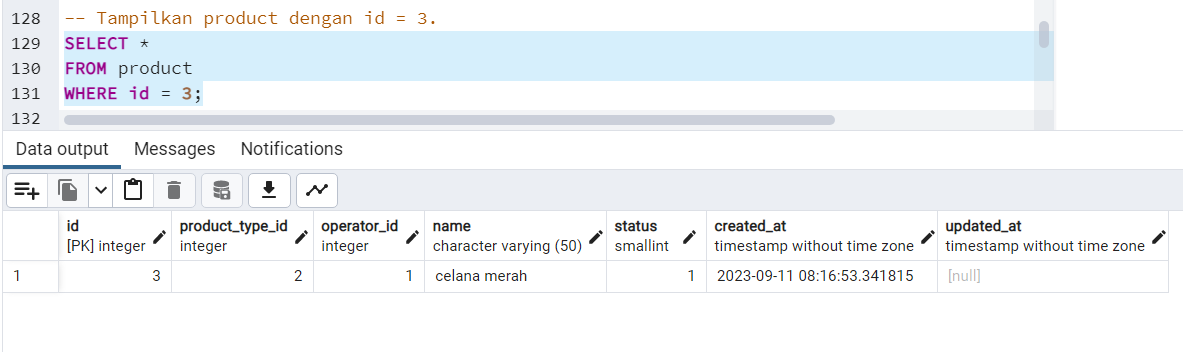 128 -- Tampilkan product dengan id = 3.
129 SELECT *
130 FROM product
131 WHERE id = 3;
132
Data output Messages Notifications
id product_type_id operator_id name status created_at updated_at
[PK] integer integer integer character varying (50) smallint timestamp without time zone timestamp without time zone
1 3 2 1 celana merah 1 2023-09-11 08:16:53.341815 [null]